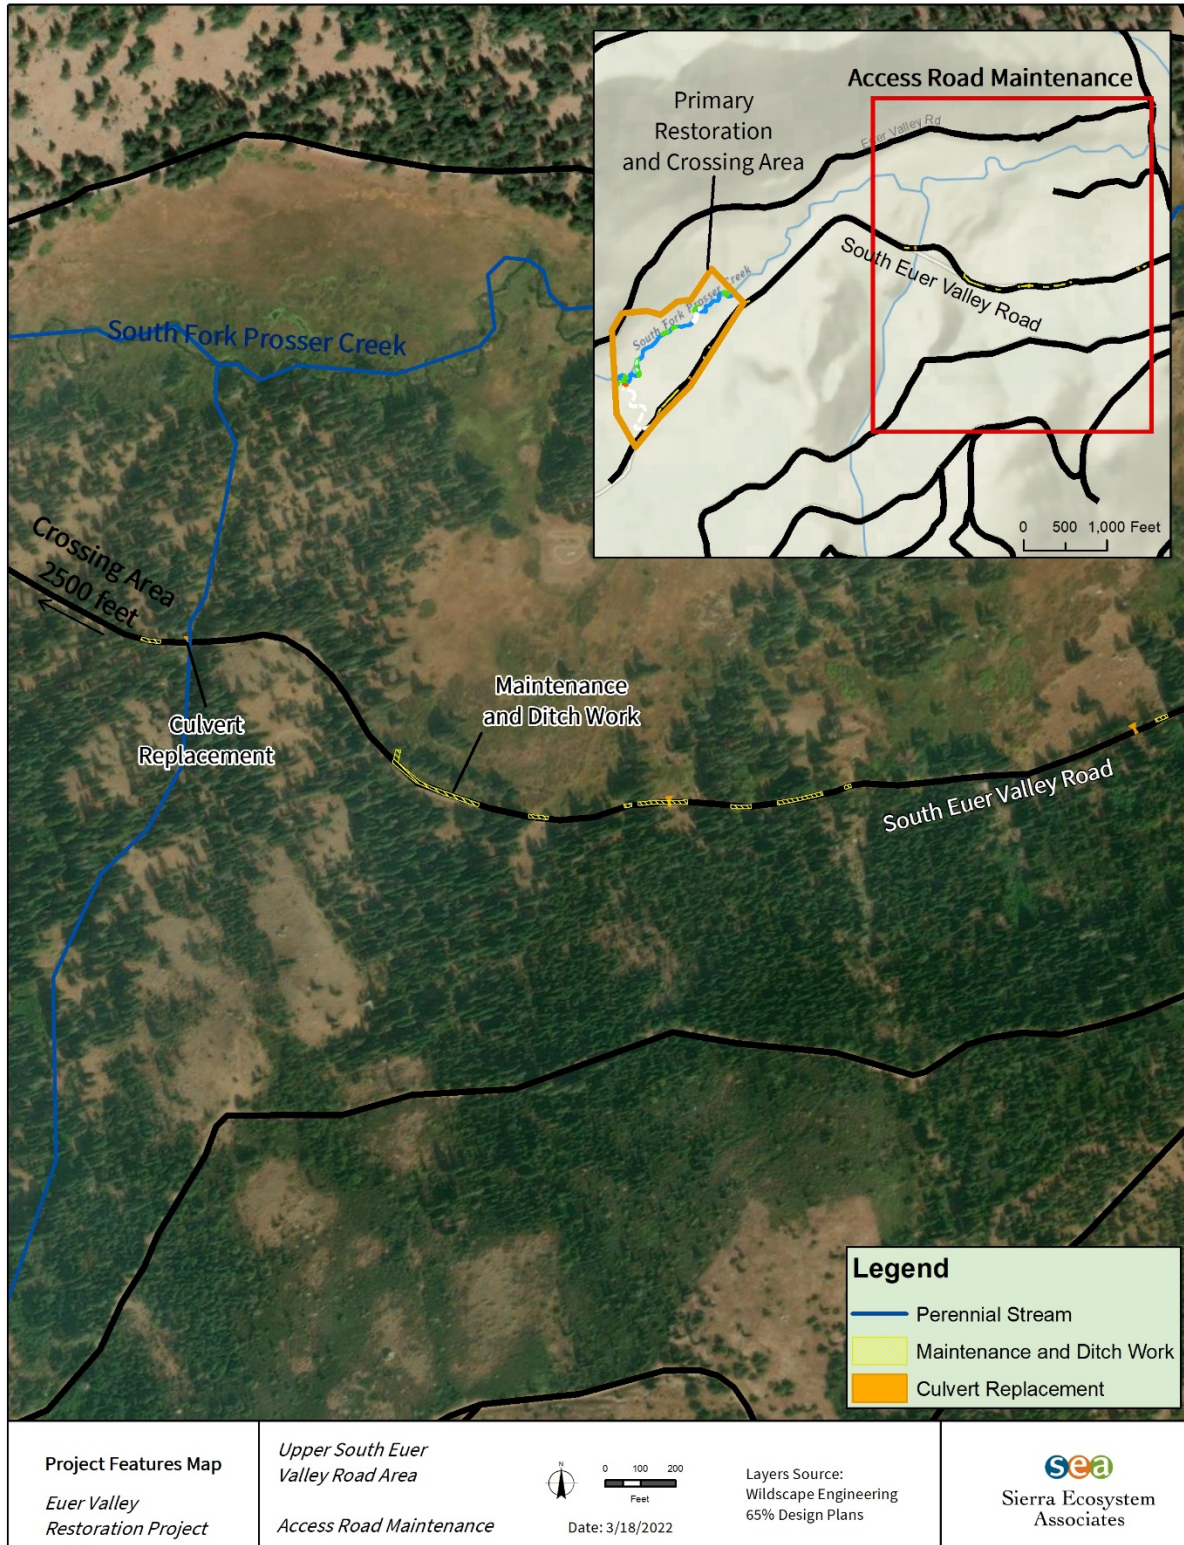 Access Road Maintenance
Primary
Restoration
and Crossing Area
Euer Valley Rd
South Euer Valley Road
South Fork Prosser Creek
0 500 1,000 Feet
South Fork Prosser Creek
Crossing Area
2500 feet
Culvert
Replacement
Maintenance
and Ditch Work
South Euer Valley Road
Legend
Perennial Stream
Maintenance and Ditch Work
Culvert Replacement
Project Features Map
Euer Valley
Restoration Project
Upper South Euer
Valley Road Area
Access Road Maintenance
N
0 100 200
Feet
Date: 3/18/2022
Layers Source:
Wildscape Engineering
65% Design Plans
sea
Sierra Ecosystem
Associates